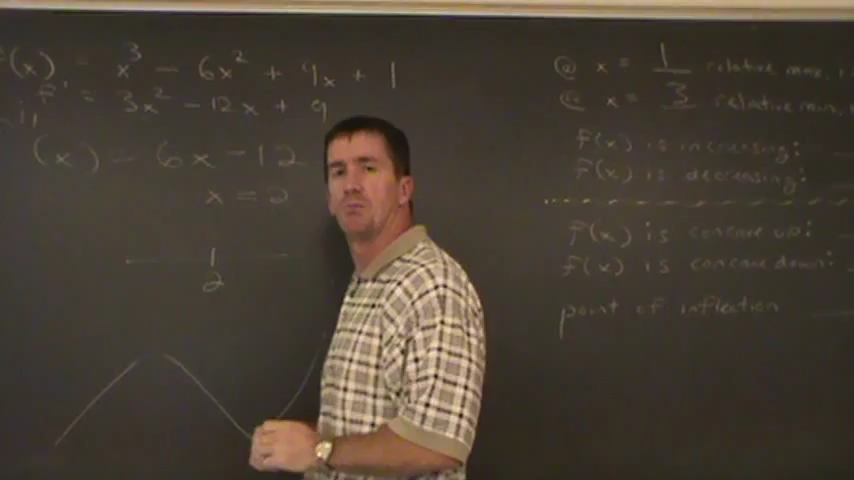 f(x) = x³ - 6x² + 9x + 1
f' = 3x² - 12x + 9
(x) = 6x - 12
x = 2
2
@ x = 1 relative max,
@ x = 3 relative min,
f(x) is increasing:
f(x) is decreasing:
f(x) is concave up:
f(x) is concave down:
point of inflection